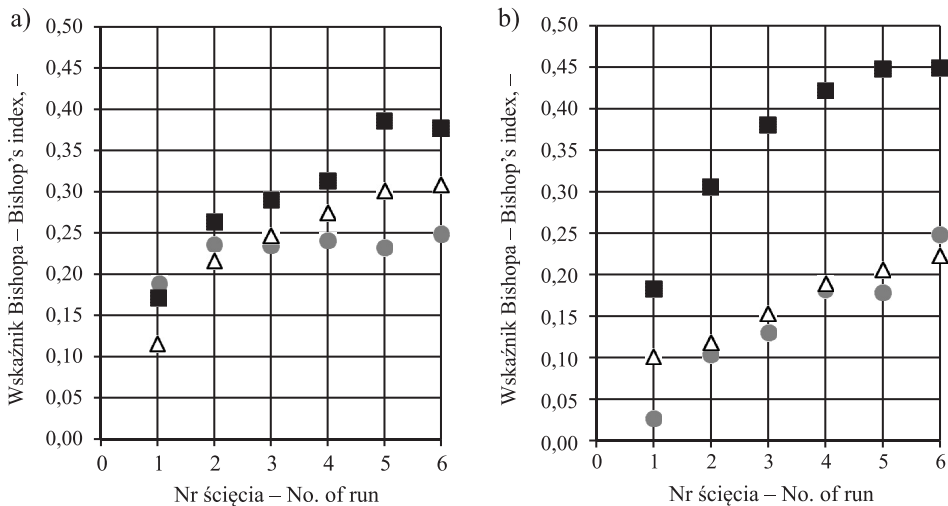 a)
Wskaźnik Bishopa – Bishop's index, –
0,50
0,45
0,40
0,35
0,30
0,25
0,20
0,15
0,10
0,05
0,00
0 1 2 3 4 5 6
Nr ścięcia – No. of run
b)
Wskaźnik Bishopa – Bishop's index, –
0,50
0,45
0,40
0,35
0,30
0,25
0,20
0,15
0,10
0,05
0,00
0 1 2 3 4 5 6
Nr ścięcia – No. of run